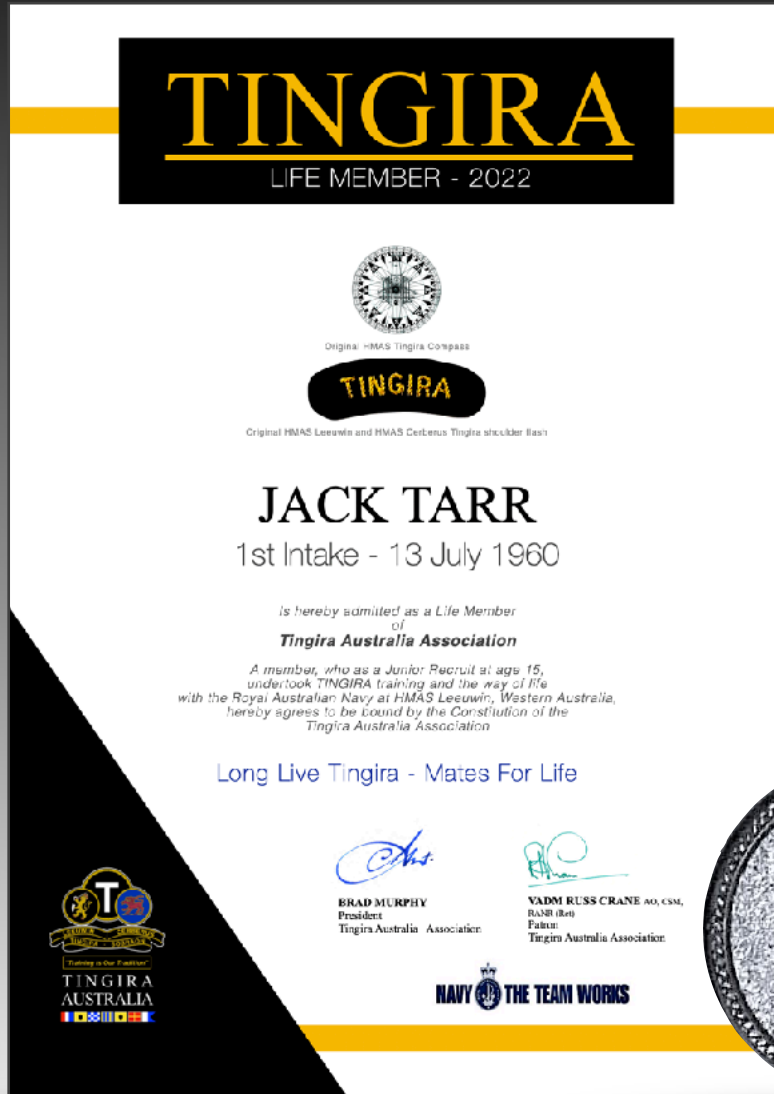 TINGIRA
LIFE MEMBER - 2022
Original HMAS Tingira Compass
TINGIRA
Original HMAS Leeuwin and HMAS Cerberus Tingira shoulder flash
JACK TARR
1st Intake - 13 July 1960
Is hereby admitted as a Life Member
of
Tingira Australia Association
A member, who as a Junior Recruit at age 15,
undertook TINGIRA training and the way of life
with the Royal Australian Navy at HMAS Leeuwin, Western Australia,
hereby agrees to be bound by the Constitution of the
Tingira Australia Association
Long Live Tingira - Mates For Life
BRAD MURPHY
President
Tingira Australia Association
VADM RUSS CRANE AO, CSM,
RANR (Ret)
Patron
Tingira Australia Association
T
LEEUWIN CERBERUS
"Training is Our Tradition"
TINGIRA
AUSTRALIA
NAVY THE TEAM WORKS